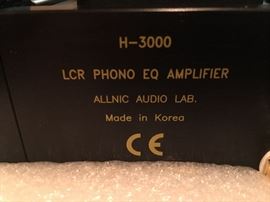 H-3000
LCR PHONO EQ AMPLIFIER
ALLNIC AUDIO LAB.
Made in Korea
CE